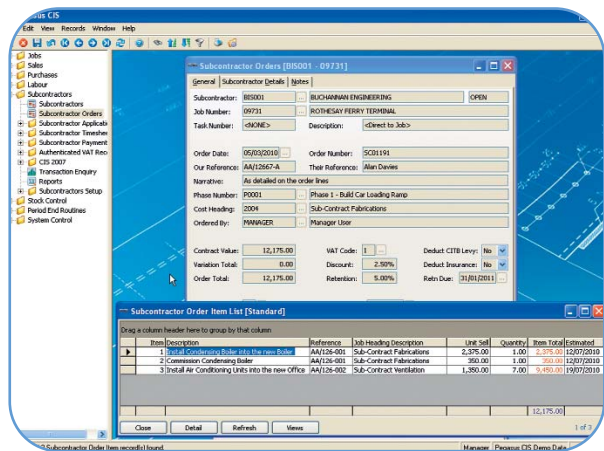 CIS
Edit View Records Window Help
Jobs
Sales
Purchases
Labour
Subcontractors
Subcontractors
Subcontractor Orders
Subcontractor Applicati
Subcontractor Timeshee
Subcontractor Payment
Authenticated VAT Reco
CIS 2007
Transaction Enquiry
Reports
Subcontractors Setup
Stock Control
Period End Routines
System Control
Subcontractor Orders [BIS001 - 09731]
General Subcontractor Details Notes
Subcontractor: BIS001 ... BUCHANNAN ENGINEERING OPEN
Job Number: 09731 ... ROTHESAY FERRY TERMINAL
Task Number: <NONE> ... Description: <Direct to Job>
Order Date: 05/03/2010 ... Order Number: SC01191
Our Reference: AA/12667-A Their Reference: Alan Davies
Narrative: As detailed on the order lines
Phase Number: P0001 ... Phase 1 - Build Car Loading Ramp
Cost Heading: 2004 ... Sub-Contract Fabrications
Ordered By: MANAGER ... Manager User
Contract Value: 12,175.00 VAT Code: 1 ... Deduct CITB Levy: No
Variation Total: 0.00 Discount: 2.50% Deduct Insurance: No
Order Total: 12,175.00 Retention: 5.00% Retn Due: 31/01/2011 ...
Subcontractor Order Item List [Standard]
Drag a column header here to group by that column
Item Description Reference Job Heading Description Unit Sell Quantity Item Total Estimated
1 Install Condensing Boiler into the new Boiler AA/126-001 Sub-Contract Fabrications 2,375.00 1.00 2,375.00 12/07/2010
2 Commission Condensing Boiler AA/126-001 Sub-Contract Fabrications 350.00 1.00 350.00 12/07/2010
3 Install Air Conditioning Units into the new Office AA/126-002 Sub-Contract Ventilation 1,350.00 7.00 9,450.00 19/07/2010
12,175.00
Close Detail Refresh Views 1 of 3
Subcontractor Order Item record(s) found. Manager Pegasus CIS Demo Data